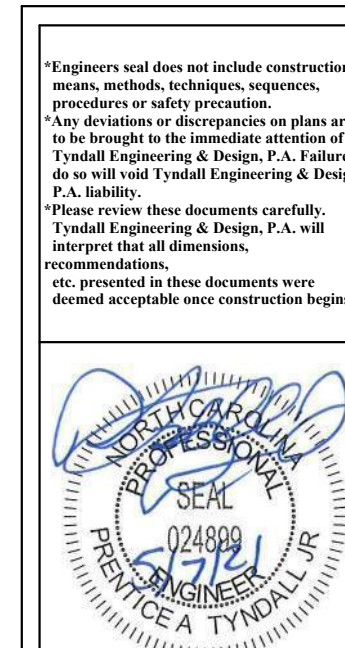 *Engineers seal does not include construction
means, methods, techniques, sequences,
procedures or safety precaution.
*Any deviations or discrepancies on plans are
to be brought to the immediate attention of
Tyndall Engineering & Design, P.A. Failure
do so will void Tyndall Engineering & Desig
P.A. liability.
*Please review these documents carefully.
Tyndall Engineering & Design, P.A. will
interpret that all dimensions,
recommendations,
etc. presented in these documents were
deemed acceptable once construction begins
NORTH CAROLINA
PROFESSIONAL
SEAL
024899
5/7/21
ENGINEER
PRENTICE A TYNDALL JR